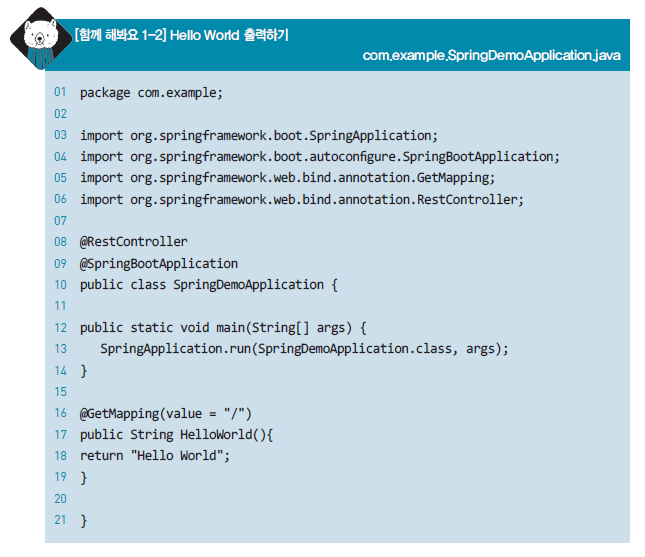 [함께 해봐요 1-2] Hello World 출력하기
com.example.SpringDemoApplication.java
01 package com.example;
02
03 import org.springframework.boot.SpringApplication;
04 import org.springframework.boot.autoconfigure.SpringBootApplication;
05 import org.springframework.web.bind.annotation.GetMapping;
06 import org.springframework.web.bind.annotation.RestController;
07
08 @RestController
09 @SpringBootApplication
10 public class SpringDemoApplication {
11
12 public static void main(String[] args) {
13    SpringApplication.run(SpringDemoApplication.class, args);
14 }
15
16 @GetMapping(value = "/")
17 public String HelloWorld(){
18 return "Hello World";
19 }
20
21 }